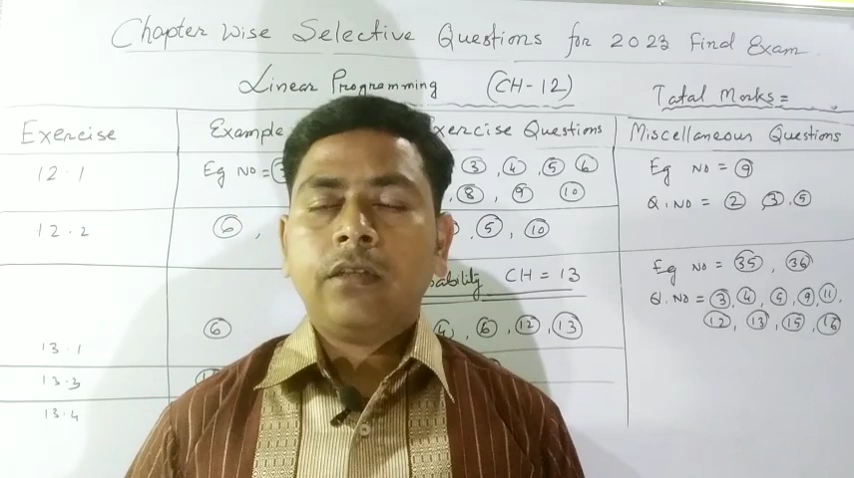 Chapter Wise Selective Questions for 2023 Final Exam
Linear Programming (CH-12)
Tatal Marks=
Exercise Example Exercise Questions Miscellaneous Questions
12.1 Eg No = ③ ③, ④, ⑤ ⑥ Eg No = ⑨
⑧, ⑨ ⑩ Q.NO = ②, ③, ⑤
12.2 ⑥, , ⑤, ⑩
CH = 13 Eg No = ㉟, ㊱
Q.NO = ③, ④, ⑤, ⑨, ⑪,
⑫, ⑬, ⑮, ⑯
⑥ ④, ⑥, ⑫, ⑬
13.1
13.3
13.4